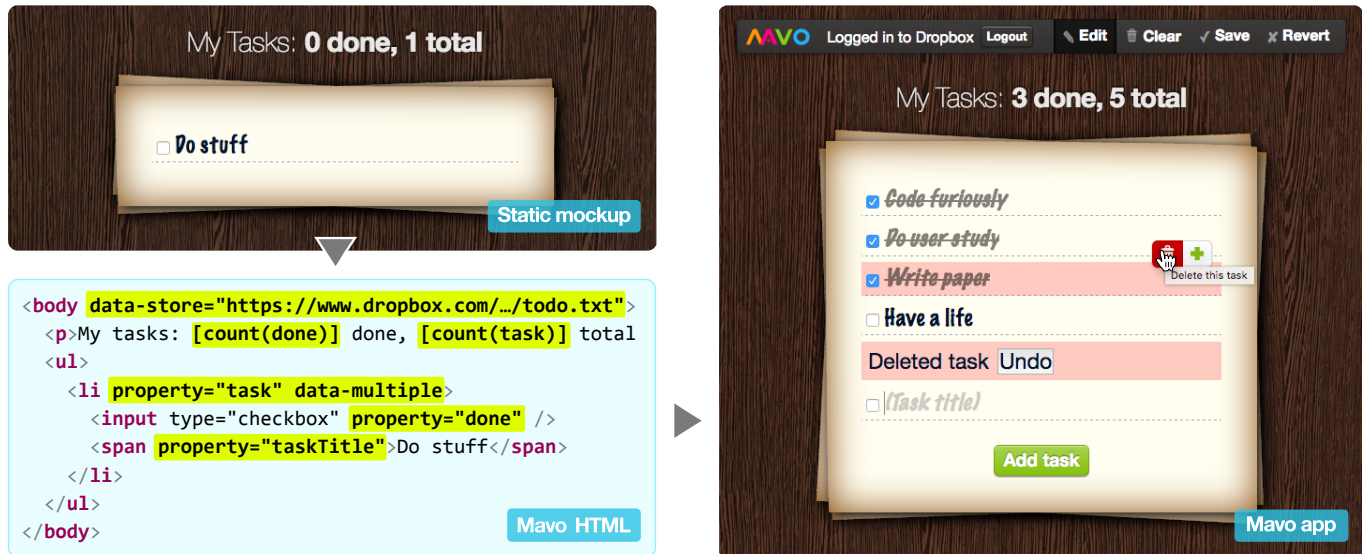 My Tasks: 0 done, 1 total
Do stuff
Static mockup
<body data-store="https://www.dropbox.com/…/todo.txt">
<p>My tasks: [count(done)] done, [count(task)] total
<ul>
<li property="task" data-multiple>
<input type="checkbox" property="done" />
<span property="taskTitle">Do stuff</span>
</li>
</ul>
</body>
Mavo HTML
MAVO Logged in to Dropbox Logout Edit Clear Save Revert
My Tasks: 3 done, 5 total
Code furiously
Do user study
Write paper
Delete this task
Have a life
Deleted task Undo
(Task title)
Add task
Mavo app